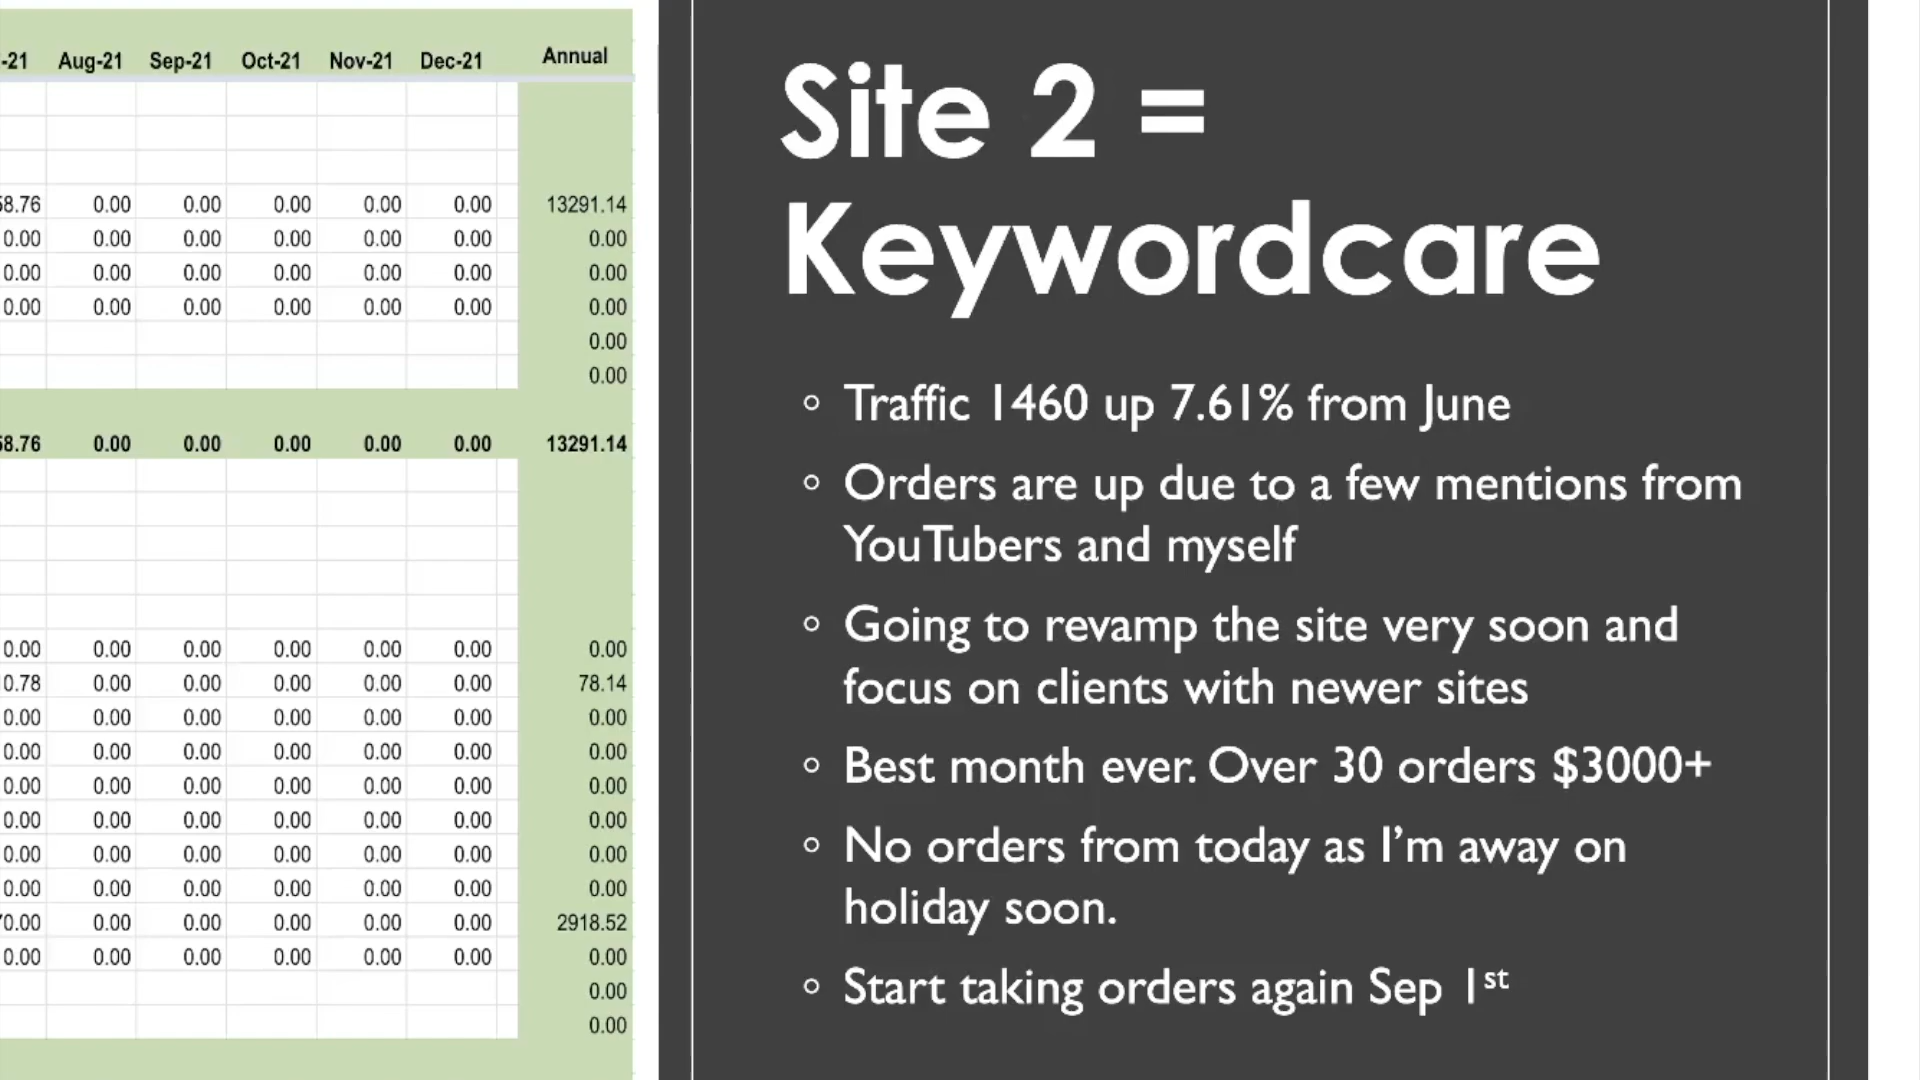 -21 Aug-21 Sep-21 Oct-21 Nov-21 Dec-21 Annual
58.76 0.00 0.00 0.00 0.00 0.00 13291.14
0.00 0.00 0.00 0.00 0.00 0.00 0.00
0.00 0.00 0.00 0.00 0.00 0.00 0.00
0.00 0.00 0.00 0.00 0.00 0.00 0.00
0.00
0.00
58.76 0.00 0.00 0.00 0.00 0.00 13291.14
0.00 0.00 0.00 0.00 0.00 0.00 0.00
0.78 0.00 0.00 0.00 0.00 0.00 78.14
0.00 0.00 0.00 0.00 0.00 0.00 0.00
0.00 0.00 0.00 0.00 0.00 0.00 0.00
0.00 0.00 0.00 0.00 0.00 0.00 0.00
0.00 0.00 0.00 0.00 0.00 0.00 0.00
0.00 0.00 0.00 0.00 0.00 0.00 0.00
0.00 0.00 0.00 0.00 0.00 0.00 0.00
70.00 0.00 0.00 0.00 0.00 0.00 2918.52
0.00 0.00 0.00 0.00 0.00 0.00 0.00
0.00
0.00
Site 2 =
Keywordcare
Traffic 1460 up 7.61% from June
Orders are up due to a few mentions from
YouTubers and myself
Going to revamp the site very soon and
focus on clients with newer sites
Best month ever. Over 30 orders $3000+
No orders from today as I’m away on
holiday soon.
Start taking orders again Sep 1st